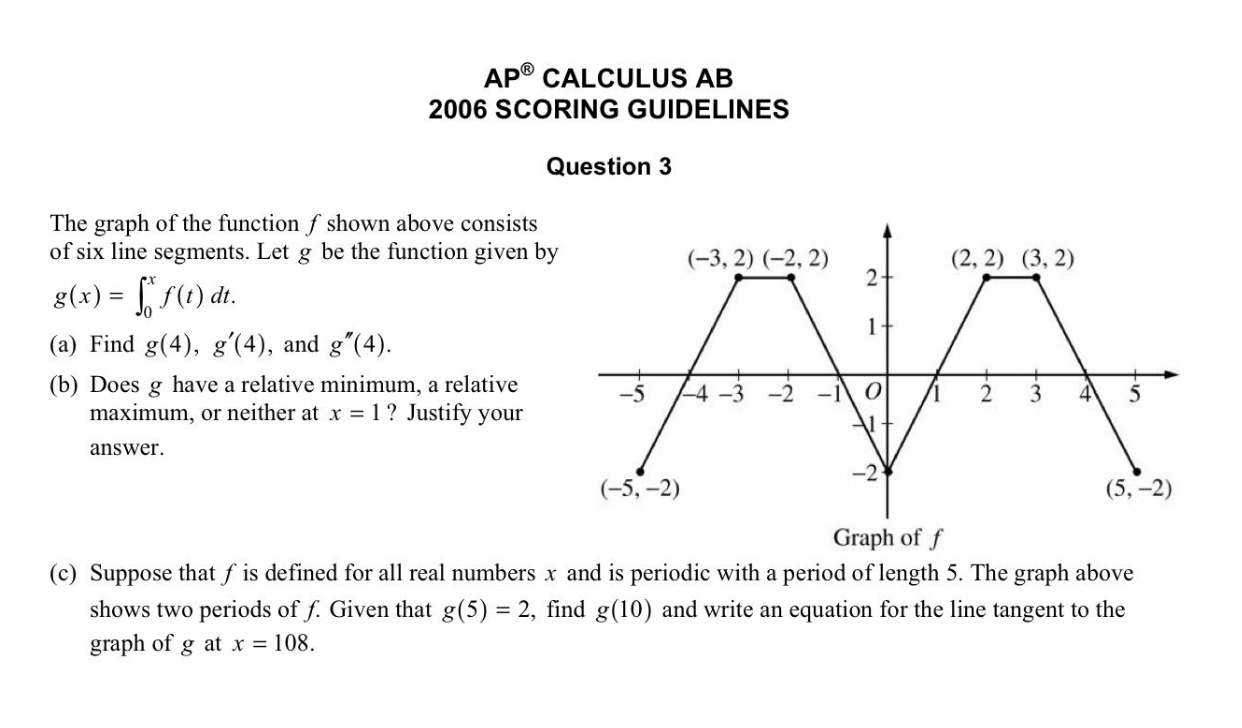 AP® CALCULUS AB
2006 SCORING GUIDELINES
Question 3
The graph of the function f shown above consists
of six line segments. Let g be the function given by
g(x) = ∫₀ˣ f(t) dt.
(a) Find g(4), g′(4), and g″(4).
(b) Does g have a relative minimum, a relative
maximum, or neither at x = 1? Justify your
answer.
(−3, 2) (−2, 2) (2, 2) (3, 2)
2
1
−5 −4 −3 −2 −1 O 1 2 3 4 5
−1
−2
(−5, −2) (5, −2)
Graph of f
(c) Suppose that f is defined for all real numbers x and is periodic with a period of length 5. The graph above
shows two periods of f. Given that g(5) = 2, find g(10) and write an equation for the line tangent to the
graph of g at x = 108.